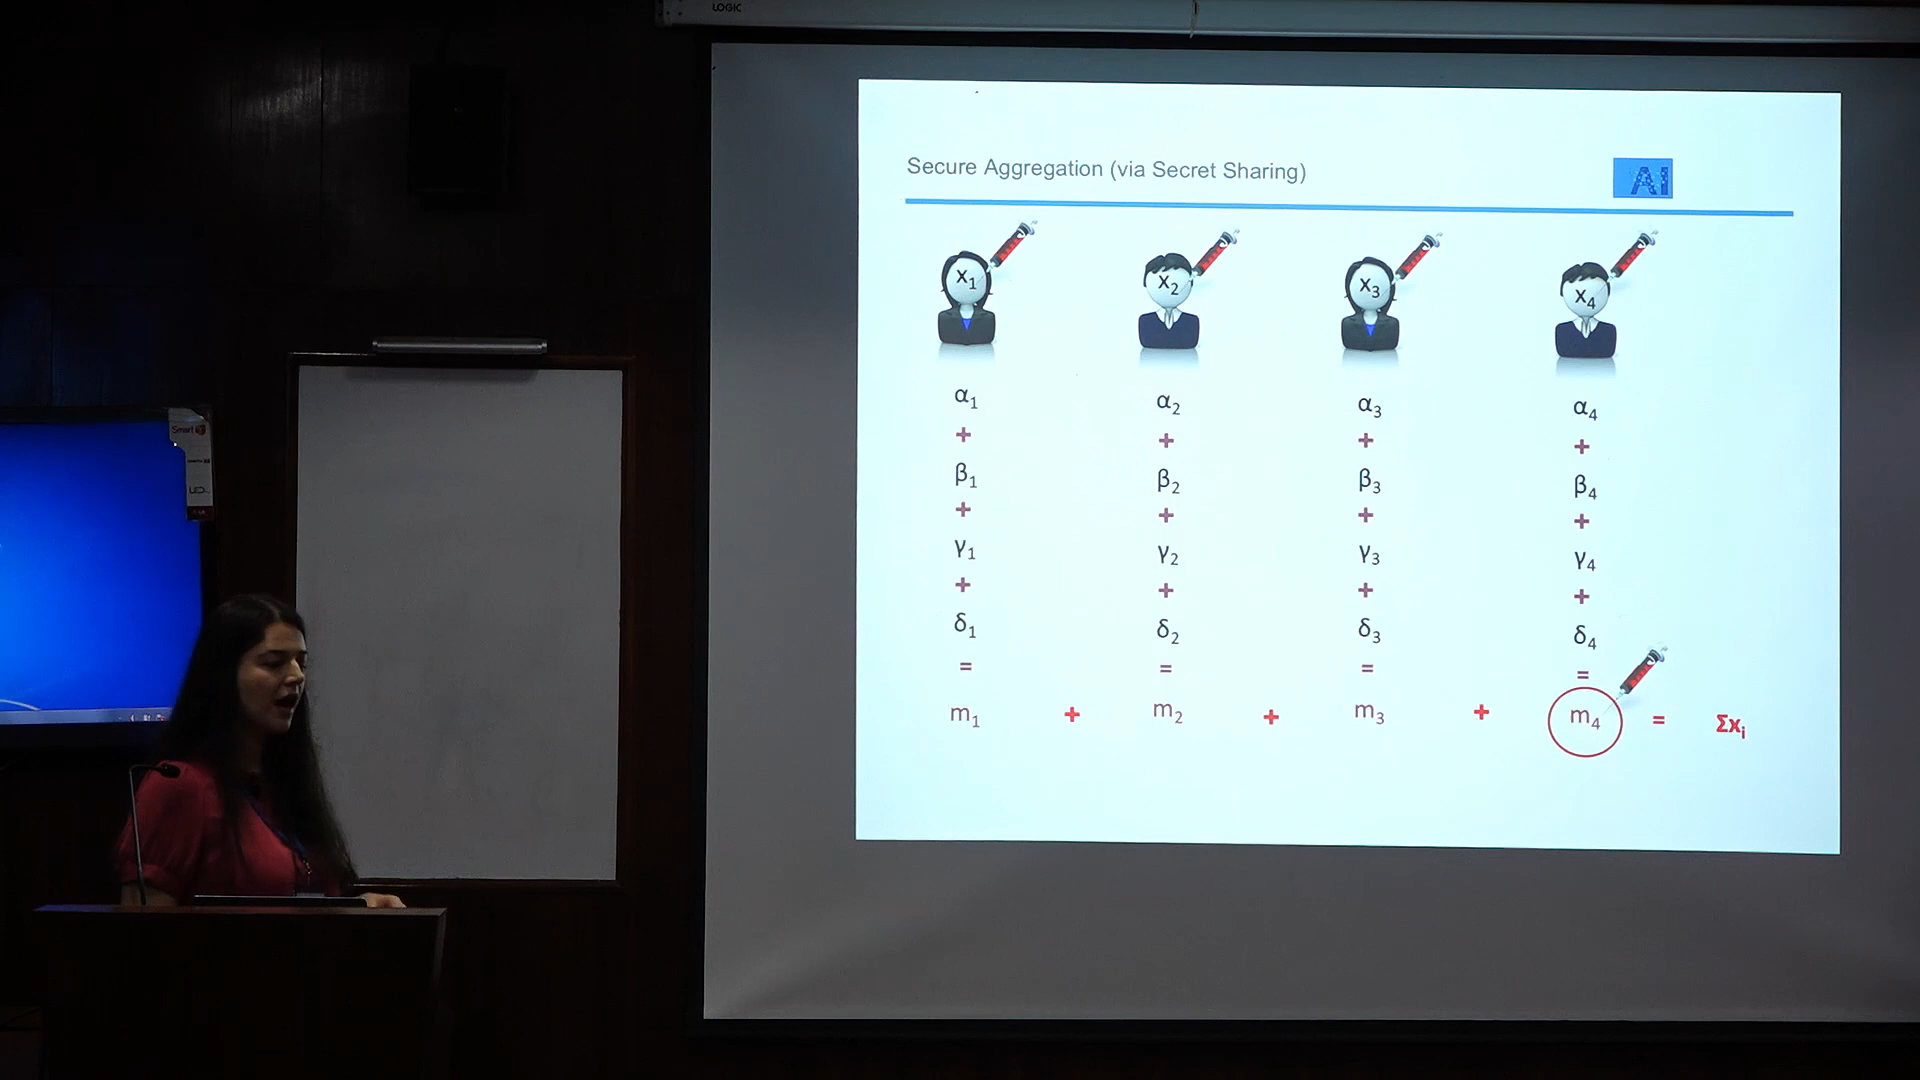 LOGIC
Secure Aggregation (via Secret Sharing)
AI
x₁ x₂ x₃ x₄
α₁ α₂ α₃ α₄
+ + + +
β₁ β₂ β₃ β₄
+ + + +
γ₁ γ₂ γ₃ γ₄
+ + + +
δ₁ δ₂ δ₃ δ₄
= = = =
m₁ + m₂ + m₃ + m₄ = Σxᵢ
Smart